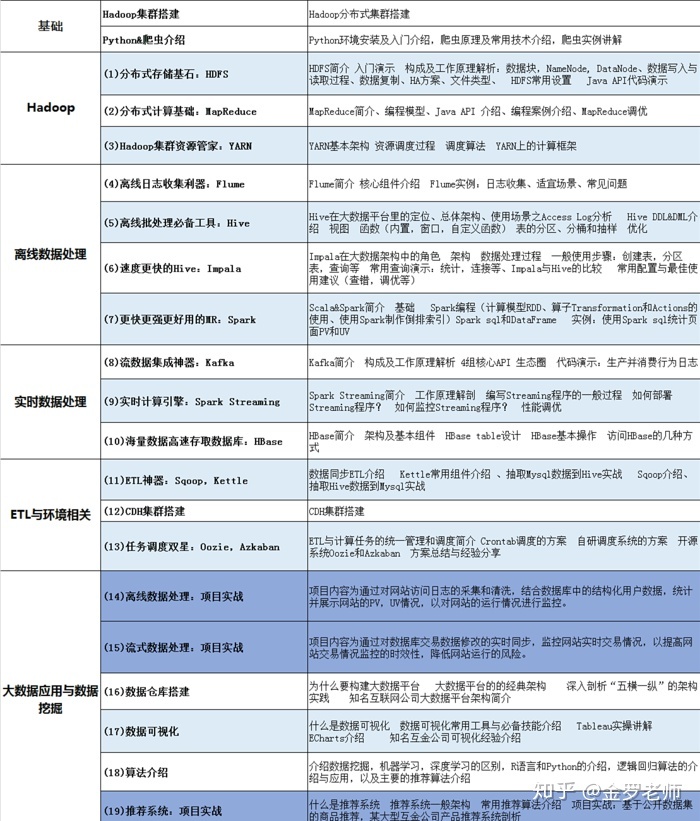 基础
Hadoop集群搭建
Hadoop分布式集群搭建
Python&爬虫介绍
Python环境安装及入门介绍，爬虫原理及常用技术介绍，爬虫实例讲解
Hadoop
(1)分布式存储基石：HDFS
HDFS简介 入门演示 构成及工作原理解析：数据块，NameNode, DataNode、数据写入与
读取过程、数据复制、HA方案、文件类型、 HDFS常用设置 Java API代码演示
(2)分布式计算基础：MapReduce
MapReduce简介、编程模型、Java API 介绍、编程案例介绍、MapReduce调优
(3)Hadoop集群资源管家：YARN
YARN基本架构 资源调度过程 调度算法 YARN上的计算框架
离线数据处理
(4)离线日志收集利器：Flume
Flume简介 核心组件介绍 Flume实例：日志收集、适宜场景、常见问题
(5)离线批处理必备工具：Hive
Hive在大数据平台里的定位、总体架构、使用场景之Access Log分析 Hive DDL&DML介
绍 视图 函数（内置，窗口，自定义函数） 表的分区、分桶和抽样 优化
(6)速度更快的Hive：Impala
Impala在大数据架构中的角色 架构 数据处理过程 一般使用步骤：创建表，分区
表，查询等 常用查询演示：统计，连接等、Impala与Hive的比较 常用配置与最佳使
用建议（查错，调优等）
(7)更快更强更好用的MR：Spark
Scala&Spark简介 基础 Spark编程（计算模型RDD、算子Transformation和Actions的
使用、使用Spark制作倒排索引）Spark sql和DataFrame 实例：使用Spark sql统计页
面PV和UV
实时数据处理
(8)流数据集成神器：Kafka
Kafka简介 构成及工作原理解析 4组核心API 生态圈 代码演示：生产并消费行为日志
(9)实时计算引擎：Spark Streaming
Spark Streaming简介 工作原理解剖 编写Streaming程序的一般过程 如何部署
Streaming程序？ 如何监控Streaming程序？ 性能调优
(10)海量数据高速存取数据库：HBase
HBase简介 架构及基本组件 HBase table设计 HBase基本操作 访问HBase的几种方
式
ETL与环境相关
(11)ETL神器：Sqoop，Kettle
数据同步ETL介绍 Kettle常用组件介绍 、抽取Mysql数据到Hive实战 Sqoop介绍、
抽取Hive数据到Mysql实战
(12)CDH集群搭建
CDH集群搭建
(13)任务调度双星：Oozie，Azkaban
ETL与计算任务的统一管理和调度简介 Crontab调度的方案 自研调度系统的方案 开源
系统Oozie和Azkaban 方案总结与经验分享
大数据应用与数据
挖掘
(14)离线数据处理：项目实战
项目内容为通过对网站访问日志的采集和清洗，结合数据库中的结构化用户数据，统计
并展示网站的PV，UV情况，以对网站的运行情况进行监控。
(15)流式数据处理：项目实战
项目内容为通过对数据库交易数据修改的实时同步，监控网站实时交易情况，以提高网
站交易情况监控的时效性，降低网站运行的风险。
(16)数据仓库搭建
为什么要构建大数据平台 大数据平台的的经典架构 深入剖析“五横一纵”的架构
实践 知名互联网公司大数据平台架构简介
(17)数据可视化
什么是数据可视化 数据可视化常用工具与必备技能介绍 Tableau实操讲解
ECharts介绍 知名互金公司可视化经验介绍
(18)算法介绍
介绍数据挖掘，机器学习，深度学习的区别，R语言和Python的介绍，逻辑回归算法的介
绍与应用，以及主要的推荐算法介绍
(19)推荐系统：项目实战
什么是推荐系统 推荐系统一般架构 常用推荐算法介绍 项目实战：基于公开数据集
的商品推荐，某大型互金公司产品推荐系统剖析
知乎 @金罗老师